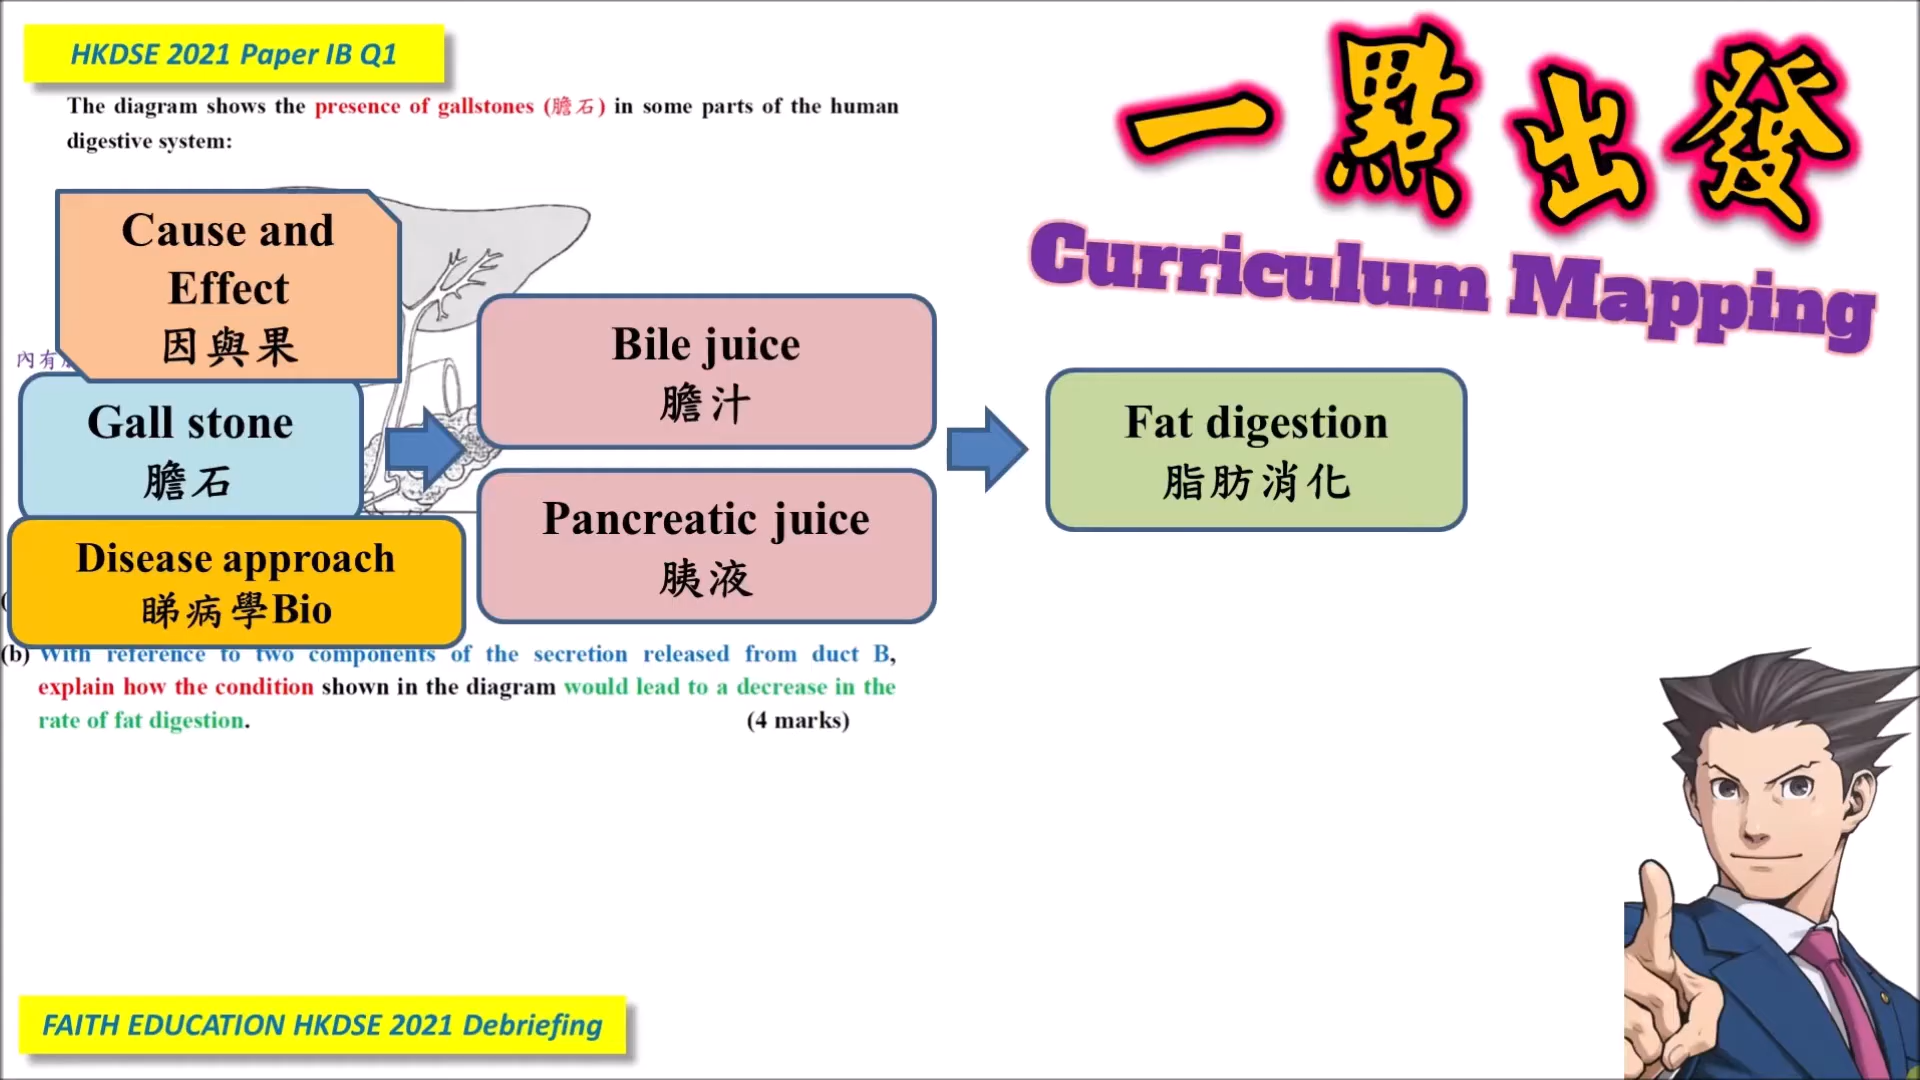 HKDSE 2021 Paper IB Q1
The diagram shows the presence of gallstones (膽石) in some parts of the human
digestive system:
一點出發
Curriculum Mapping
Cause and
Effect
因與果
內有
Gall stone
膽石
Disease approach
睇病學Bio
Bile juice
膽汁
Pancreatic juice
胰液
Fat digestion
脂肪消化
(
(b) With reference to two components of the secretion released from duct B,
explain how the condition shown in the diagram would lead to a decrease in the
rate of fat digestion.
(4 marks)
FAITH EDUCATION HKDSE 2021 Debriefing